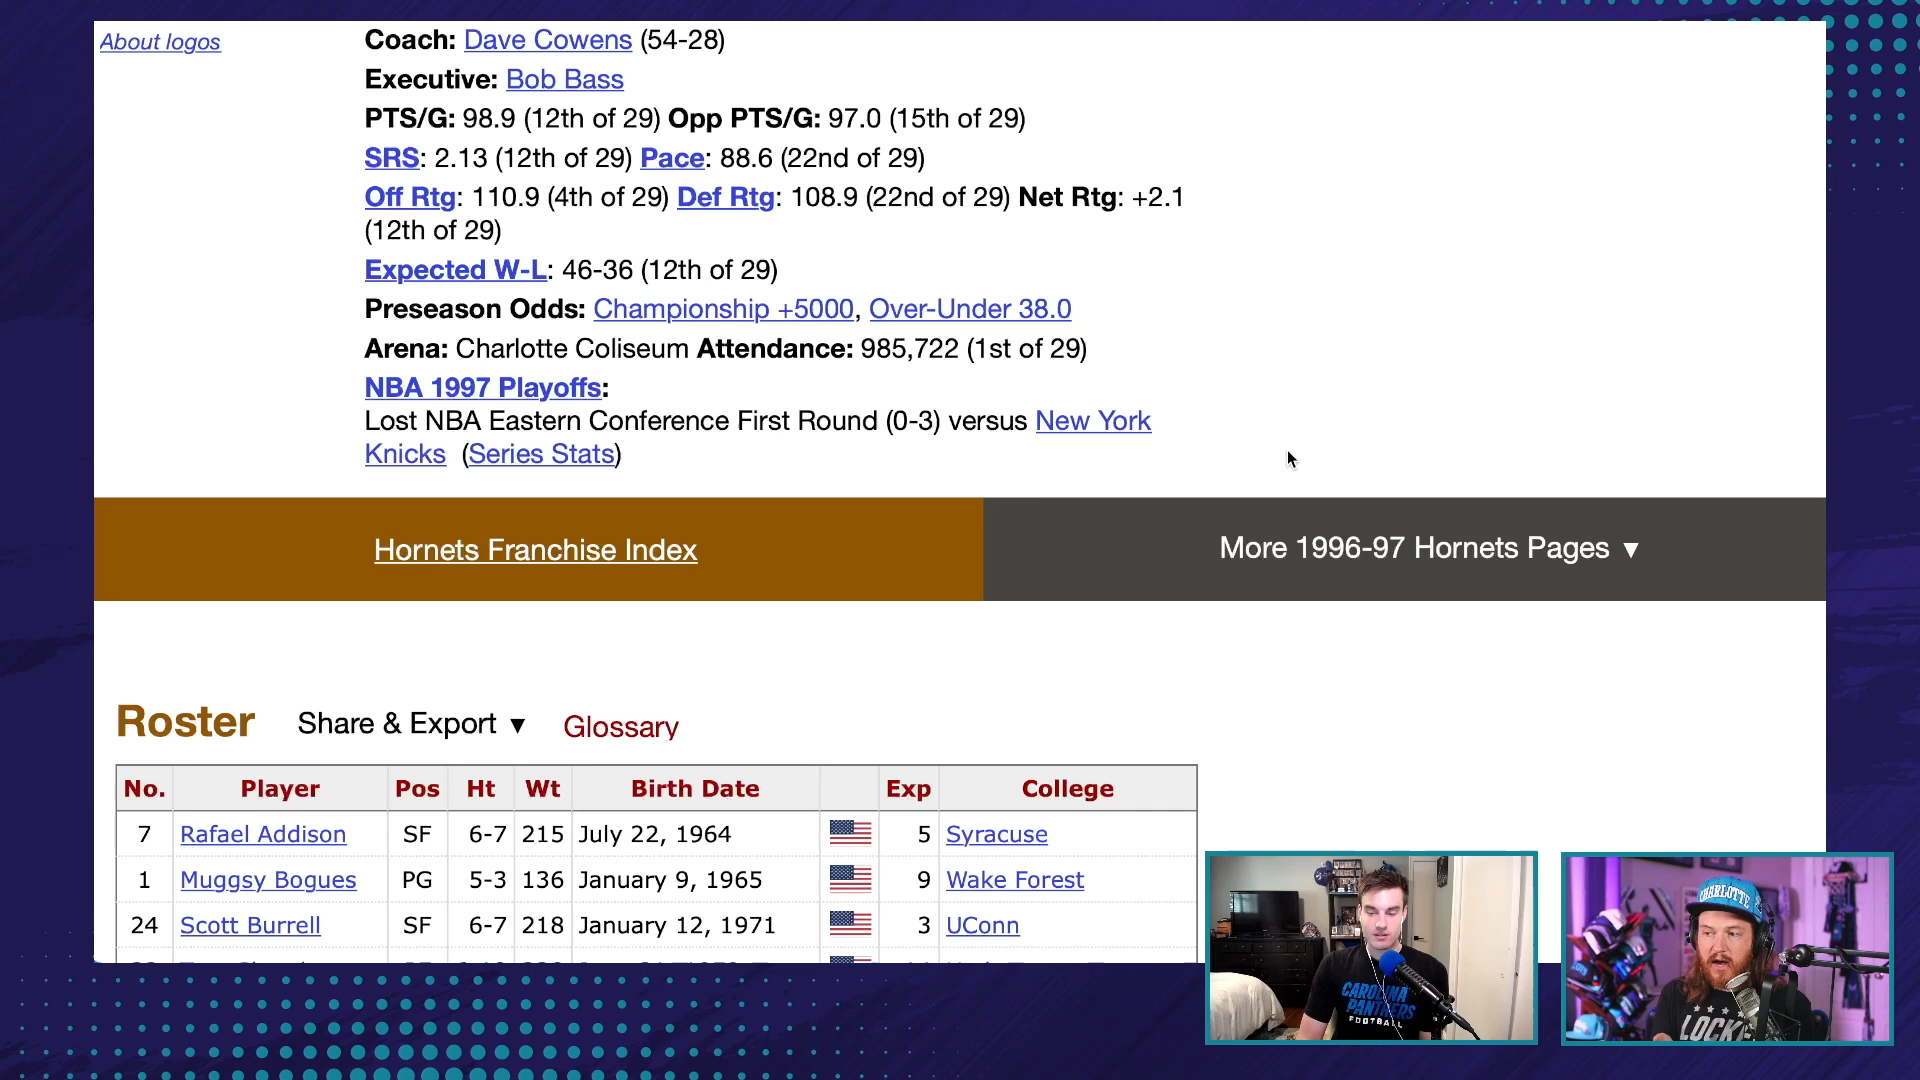 About logos
Coach: Dave Cowens (54-28)
Executive: Bob Bass
PTS/G: 98.9 (12th of 29) Opp PTS/G: 97.0 (15th of 29)
SRS: 2.13 (12th of 29) Pace: 88.6 (22nd of 29)
Off Rtg: 110.9 (4th of 29) Def Rtg: 108.9 (22nd of 29) Net Rtg: +2.1
(12th of 29)
Expected W-L: 46-36 (12th of 29)
Preseason Odds: Championship +5000, Over-Under 38.0
Arena: Charlotte Coliseum Attendance: 985,722 (1st of 29)
NBA 1997 Playoffs:
Lost NBA Eastern Conference First Round (0-3) versus New York
Knicks (Series Stats)
Hornets Franchise Index
More 1996-97 Hornets Pages ▼
Roster Share & Export ▼ Glossary
No. Player Pos Ht Wt Birth Date Exp College
7 Rafael Addison SF 6-7 215 July 22, 1964 5 Syracuse
1 Muggsy Bogues PG 5-3 136 January 9, 1965 9 Wake Forest
24 Scott Burrell SF 6-7 218 January 12, 1971 3 UConn
CAROLINA
PANTHERS
FOOTBALL
CHARLOTTE